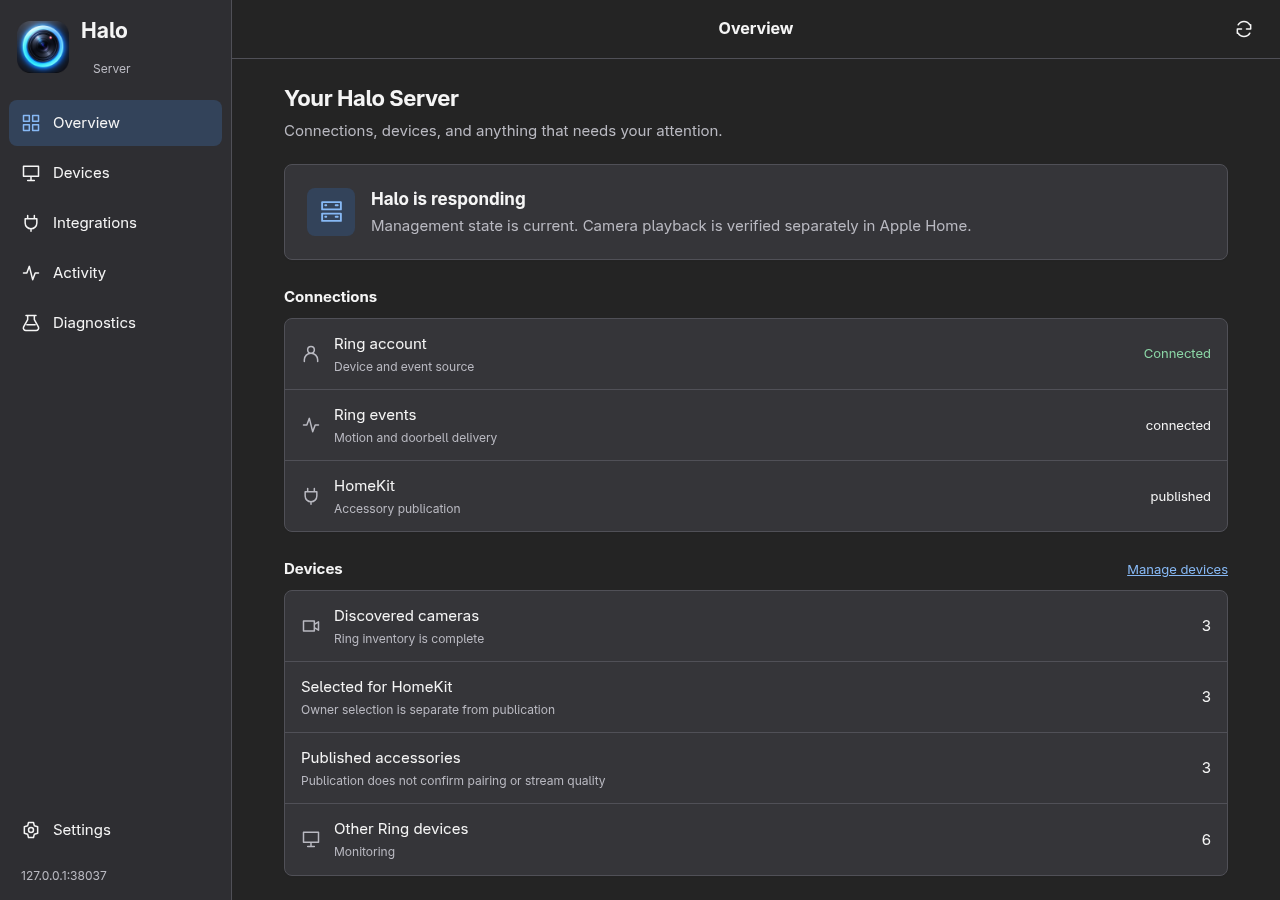 Halo
Server
Overview
Devices
Integrations
Activity
Diagnostics
Settings
127.0.0.1:38037
Overview
Your Halo Server
Connections, devices, and anything that needs your attention.
Halo is responding
Management state is current. Camera playback is verified separately in Apple Home.
Connections
Ring account
Device and event source
Connected
Ring events
Motion and doorbell delivery
connected
HomeKit
Accessory publication
published
Devices
Manage devices
Discovered cameras
Ring inventory is complete
3
Selected for HomeKit
Owner selection is separate from publication
3
Published accessories
Publication does not confirm pairing or stream quality
3
Other Ring devices
Monitoring
6